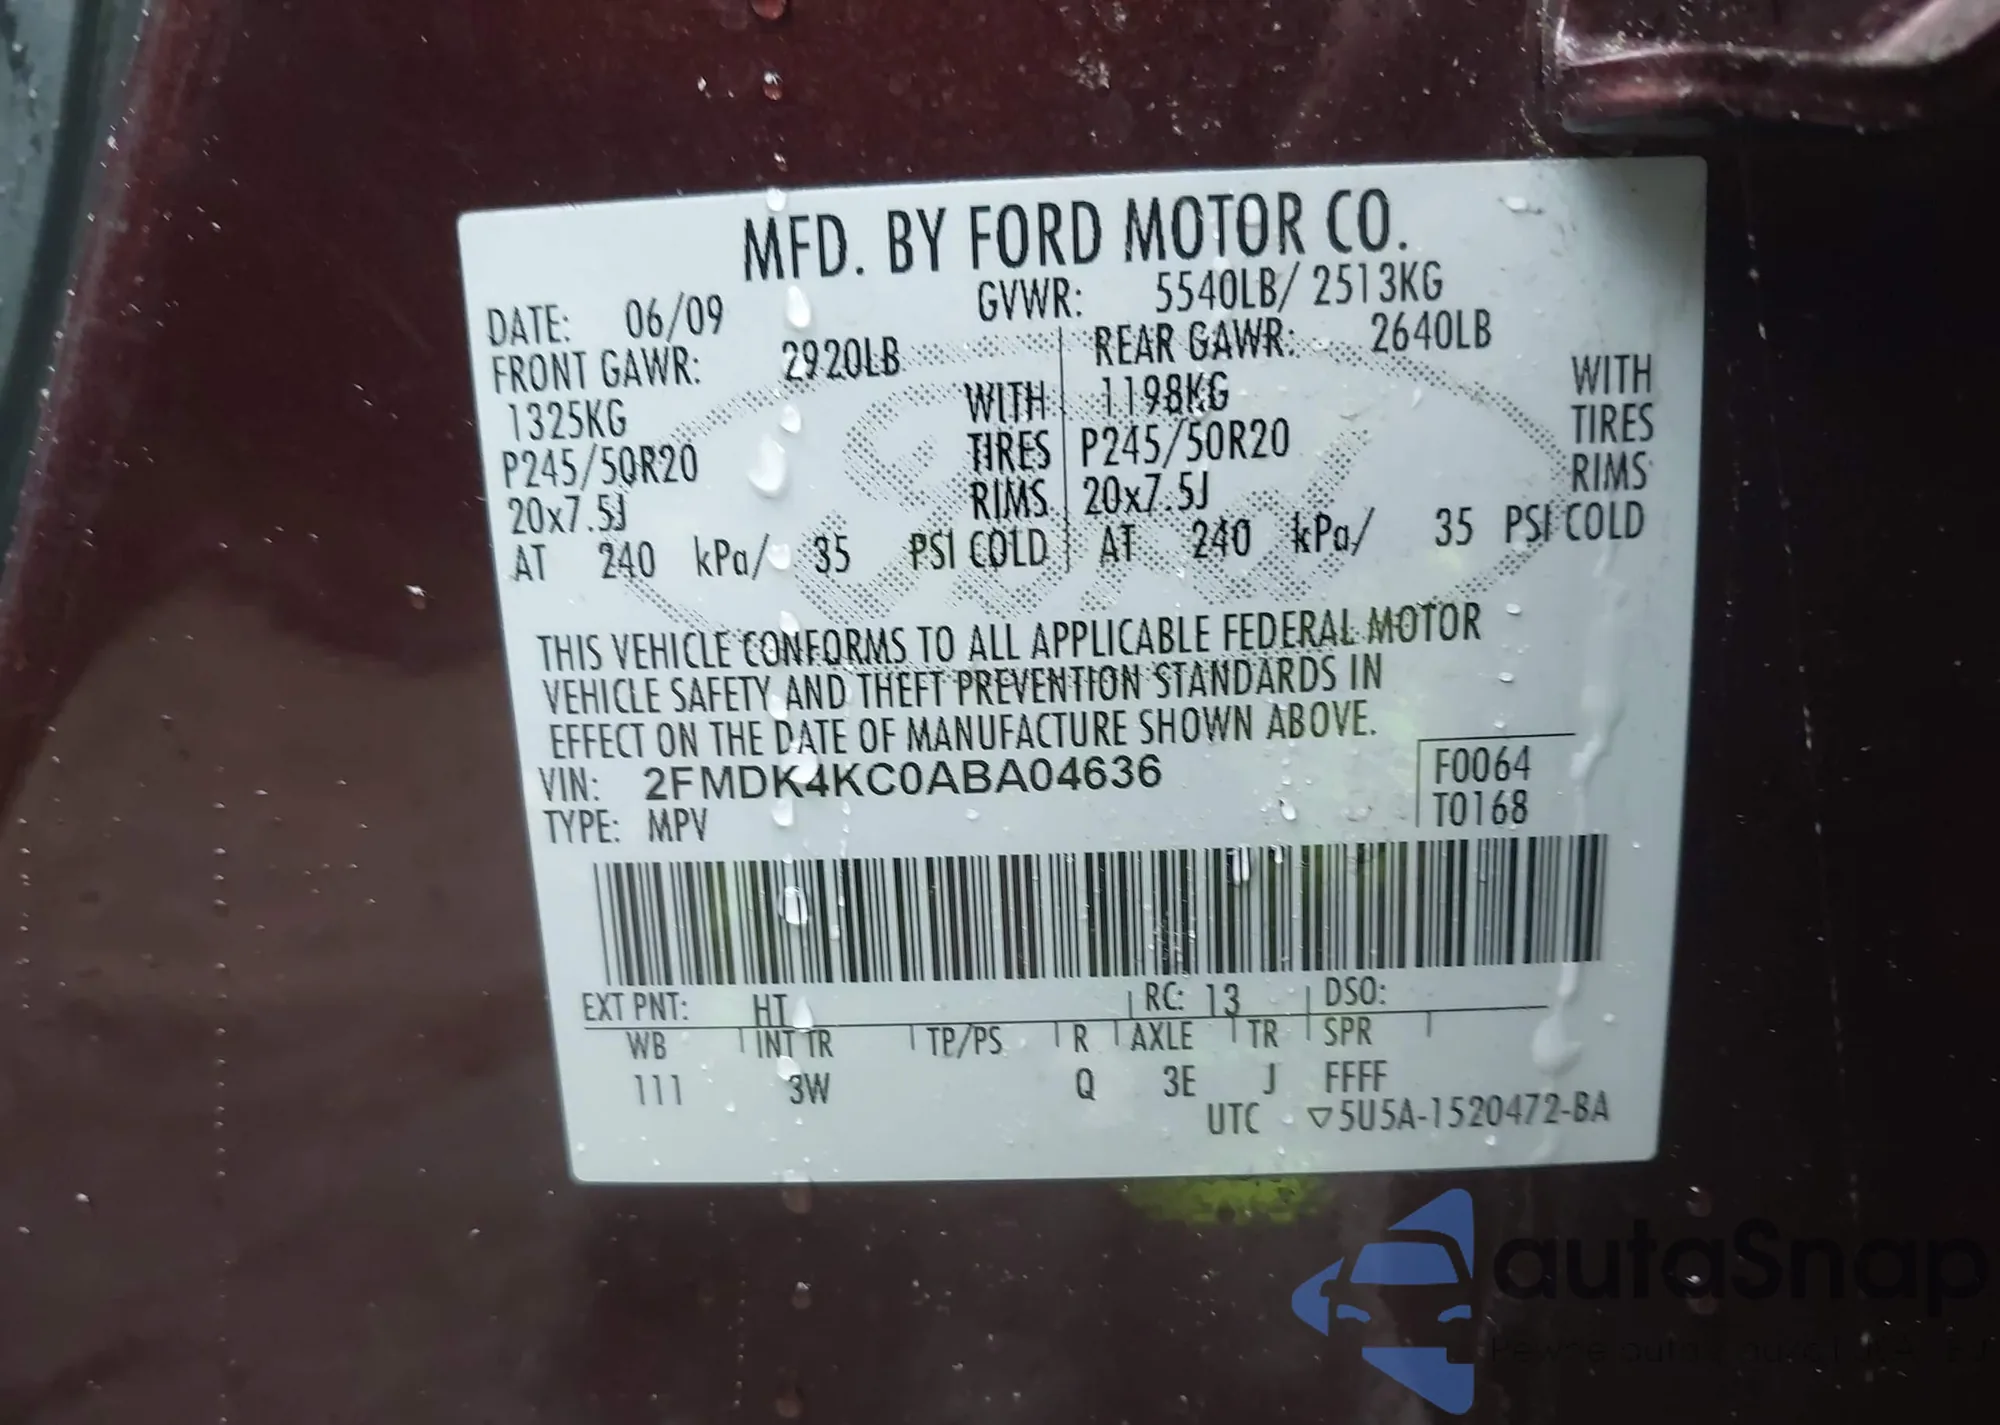 MFD. BY FORD MOTOR CO.
DATE: 06/09 GVWR: 5540LB/ 2513KG
FRONT GAWR: 2920LB REAR GAWR: 2640LB
1325KG WITH 1198KG WITH
P245/50R20 TIRES P245/50R20 TIRES
20x7.5J RIMS 20x7.5J RIMS
AT 240 kPa/ 35 PSI COLD AT 240 kPa/ 35 PSI COLD
THIS VEHICLE CONFORMS TO ALL APPLICABLE FEDERAL MOTOR
VEHICLE SAFETY AND THEFT PREVENTION STANDARDS IN
EFFECT ON THE DATE OF MANUFACTURE SHOWN ABOVE.
VIN: 2FMDK4KC0ABA04636 F0064
TYPE: MPV T0168
EXT PNT: HT RC: 13 DSO:
WB INT TR TP/PS R AXLE TR SPR
111 3W Q 3E J FFFF
UTC ▽5U5A-1520472-BA
autaSnap